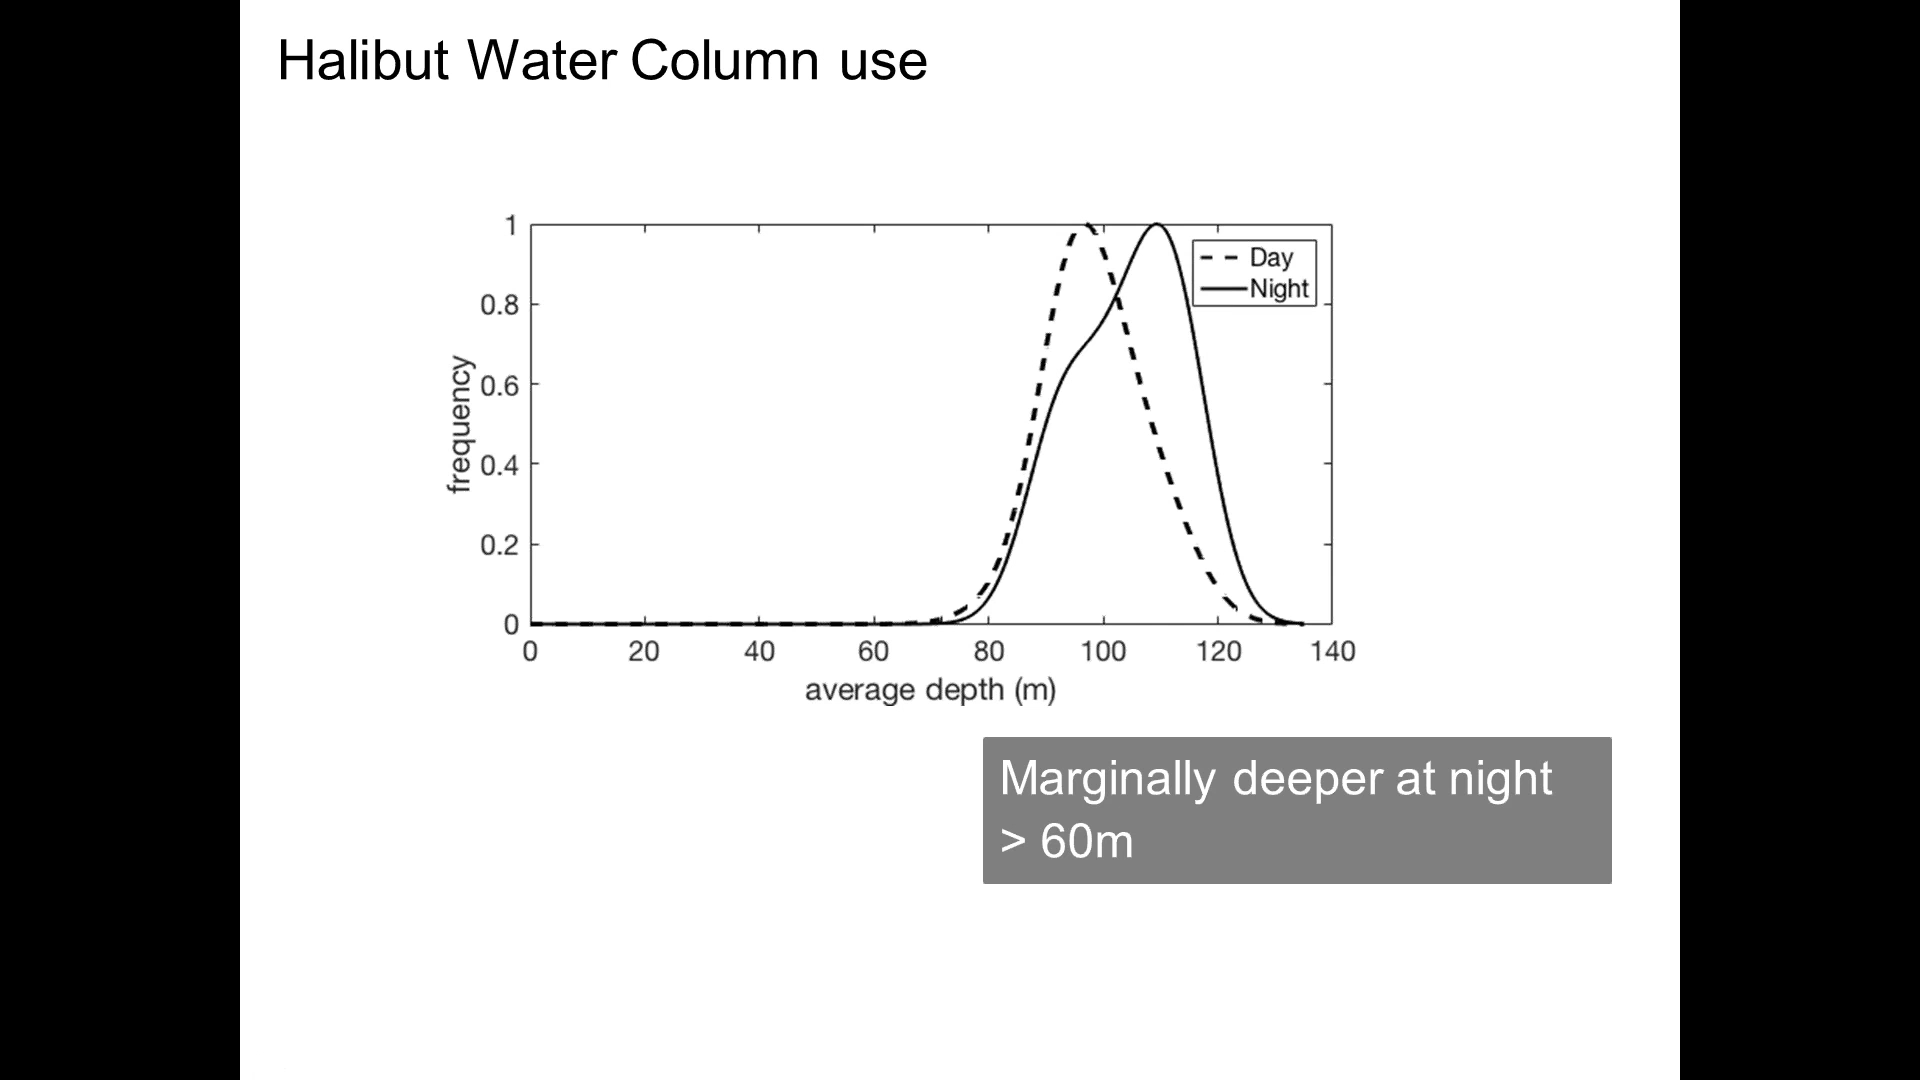 Halibut Water Column use
1
0.8
0.6
0.4
0.2
0
frequency
Day
Night
0 20 40 60 80 100 120 140
average depth (m)
Marginally deeper at night
> 60m